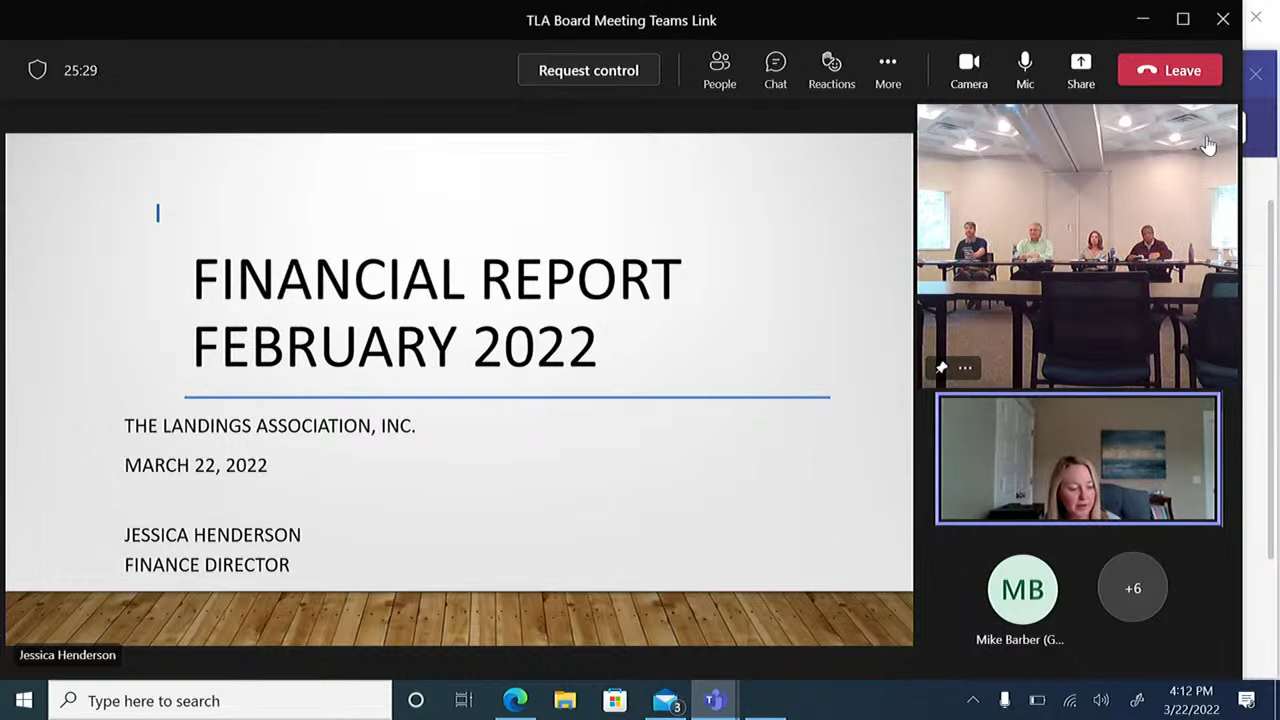 TLA Board Meeting Teams Link
25:29
Request control
People
Chat
Reactions
More
Camera
Mic
Share
Leave
FINANCIAL REPORT
FEBRUARY 2022
THE LANDINGS ASSOCIATION, INC.
MARCH 22, 2022
JESSICA HENDERSON
FINANCE DIRECTOR
Jessica Henderson
MB
+6
Mike Barber (G...
Type here to search
3
4:12 PM
3/22/2022